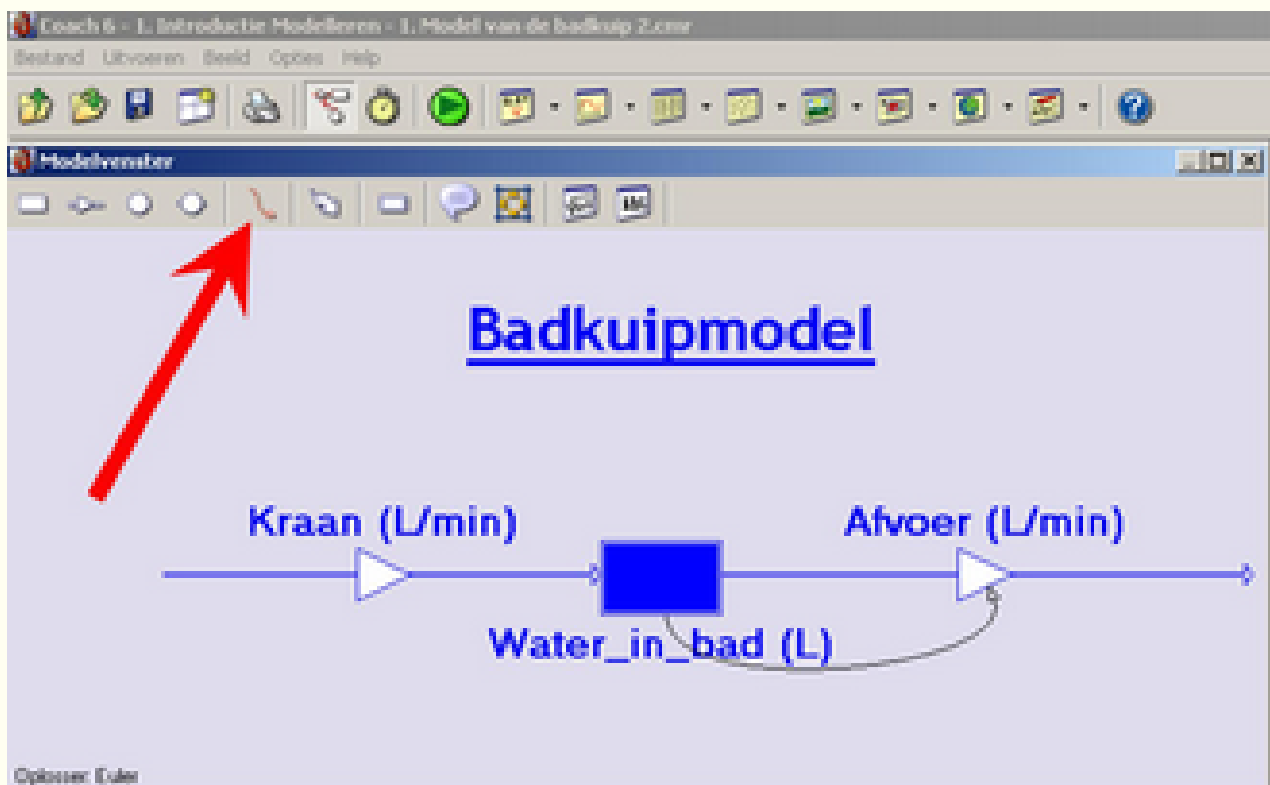 Coach 6 - 1. Introductie Modelleren - 1. Model van de badkuip 2.cmr
Bestand Uitvoeren Beeld Opties Help
Modelvenster
Badkuipmodel
Kraan (L/min)
Afvoer (L/min)
Water_in_bad (L)
Oplosser: Euler